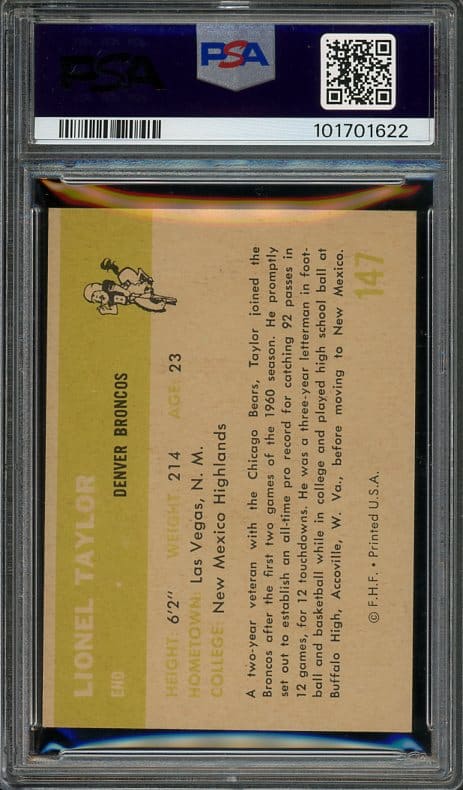 PSA
PSA
101701622
LIONEL TAYLOR
END
DENVER BRONCOS
HEIGHT: 6'2" WEIGHT: 214 AGE: 23
HOMETOWN: Las Vegas, N. M.
COLLEGE: New Mexico Highlands
A two-year veteran with the Chicago Bears, Taylor joined the
Broncos after the first two games of the 1960 season. He promptly
set out to establish an all-time pro record for catching 92 passes in
12 games, for 12 touchdowns. He was a three-year letterman in foot-
ball and basketball while in college and played high school ball at
Buffalo High, Accoville, W. Va., before moving to New Mexico.
147
© F.H.F. • Printed U.S.A.